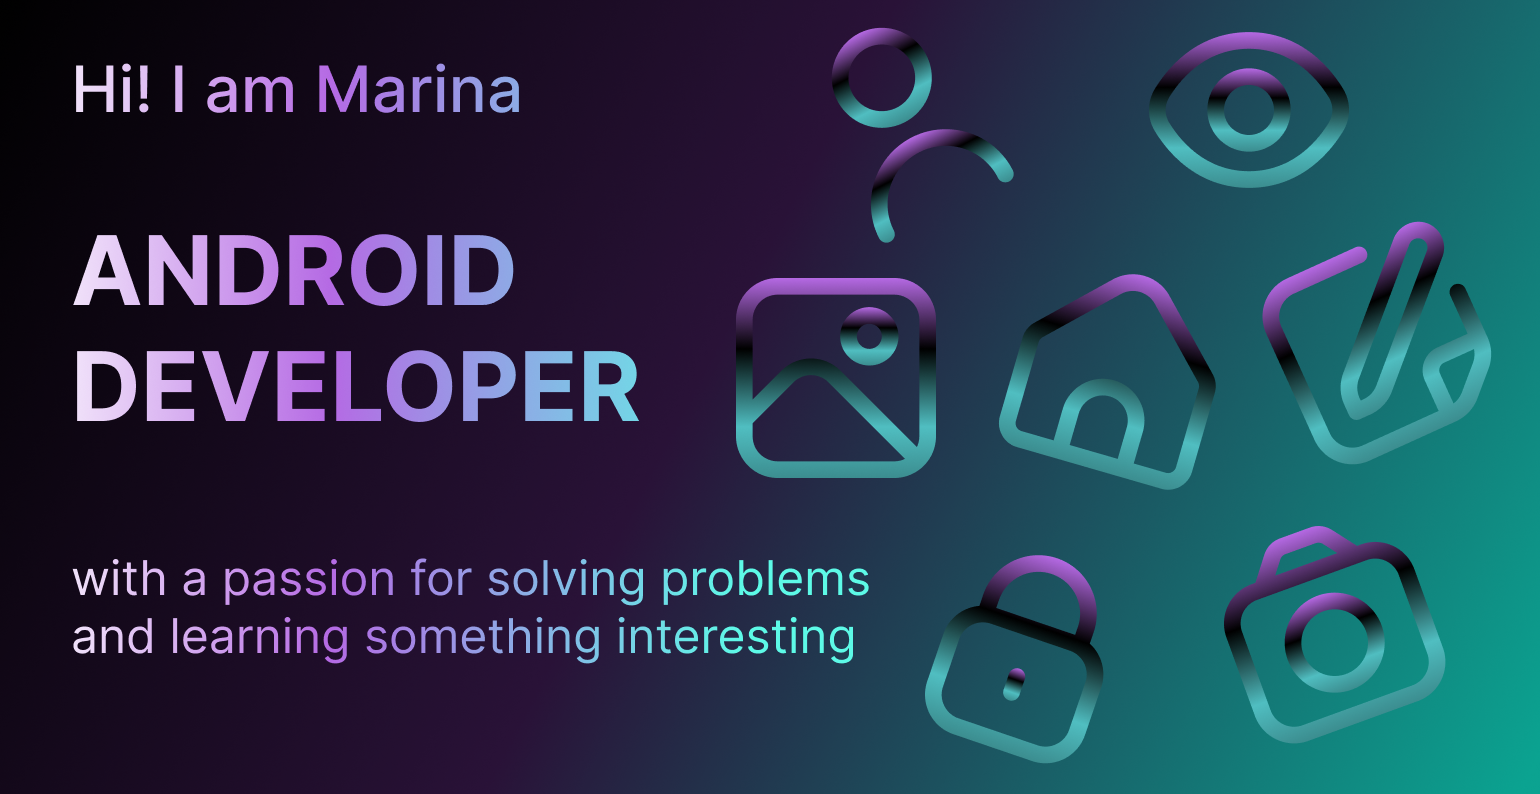 Hi! I am Marina
ANDROID
DEVELOPER
with a passion for solving problems
and learning something interesting